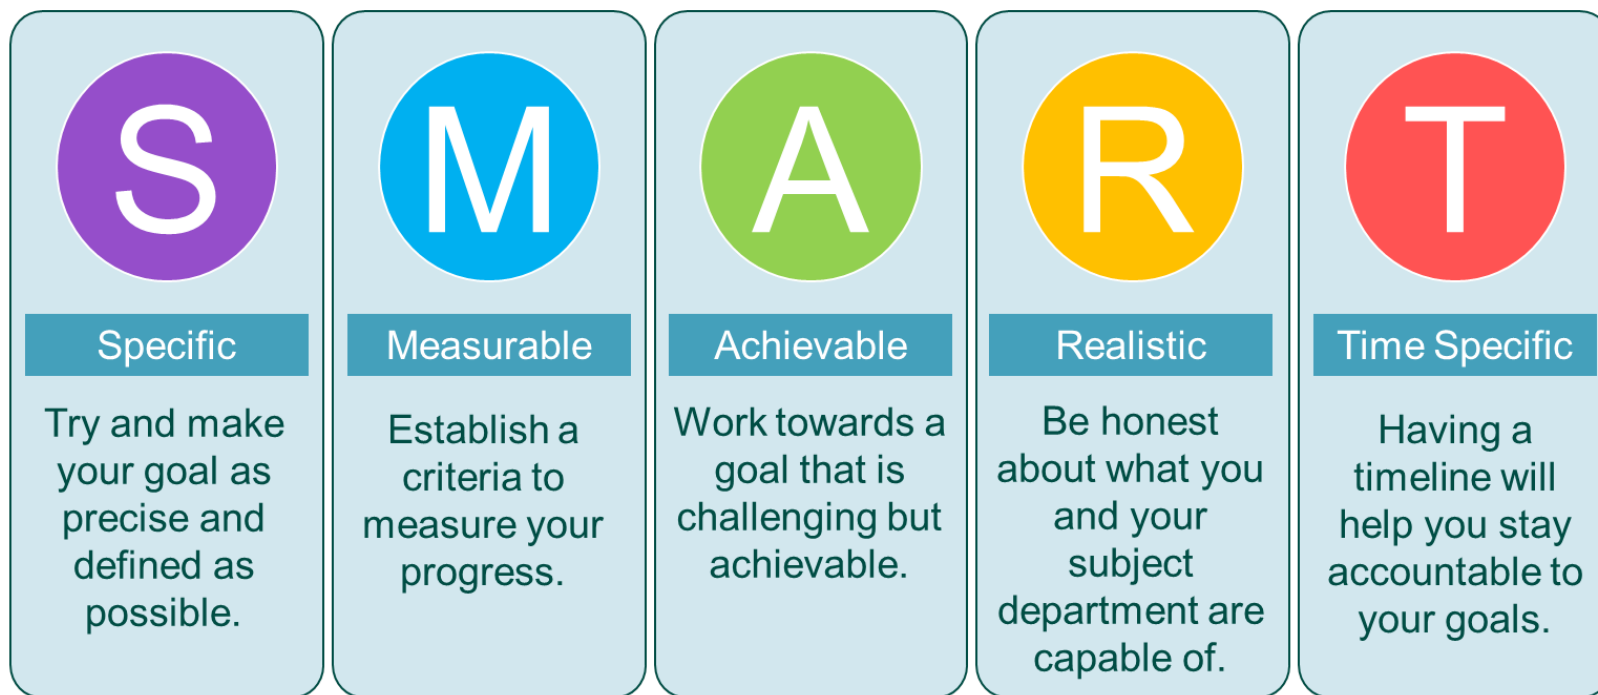 S
Specific
Try and make
your goal as
precise and
defined as
possible.
M
Measurable
Establish a
criteria to
measure your
progress.
A
Achievable
Work towards a
goal that is
challenging but
achievable.
R
Realistic
Be honest
about what you
and your
subject
department are
capable of.
T
Time Specific
Having a
timeline will
help you stay
accountable to
your goals.